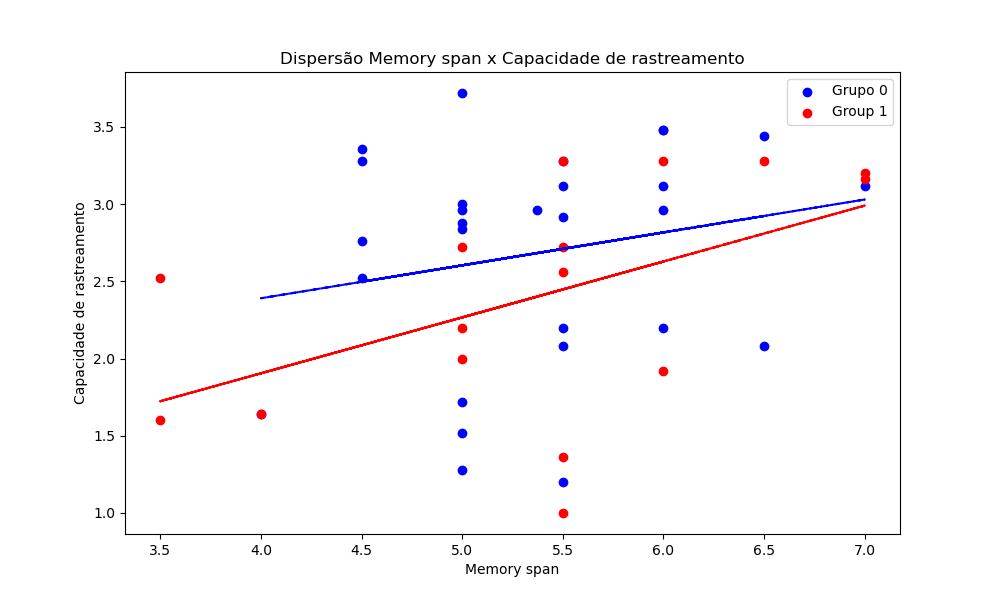 Dispersão Memory span x Capacidade de rastreamento
Grupo 0
Group 1
Capacidade de rastreamento
3.5
3.0
2.5
2.0
1.5
1.0
3.5 4.0 4.5 5.0 5.5 6.0 6.5 7.0
Memory span